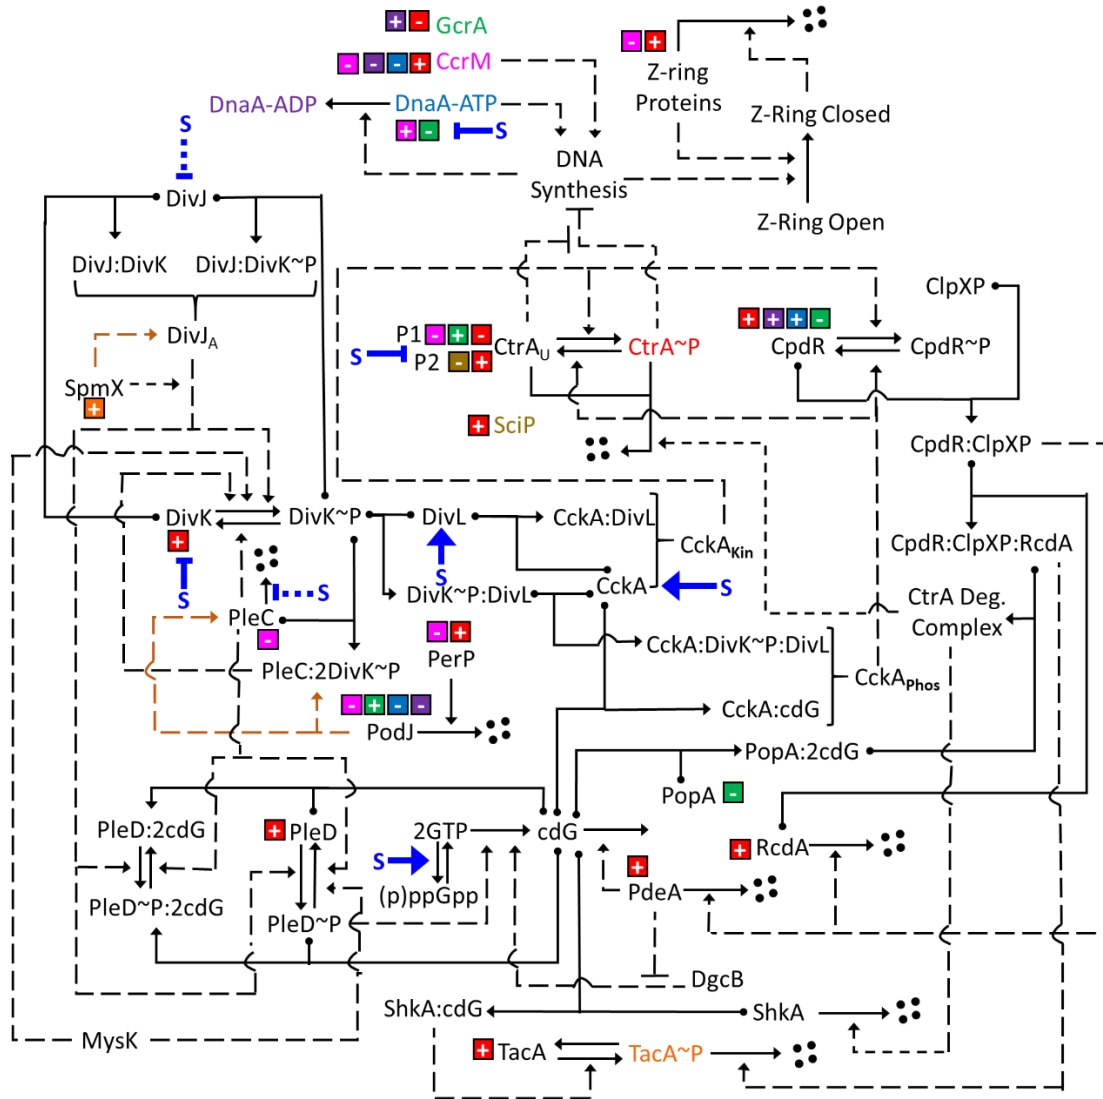 + - GcrA
- - - + CcrM
- +
Z-ring
Proteins
DnaA-ADP
DnaA-ATP
+ -
S
S
Z-Ring Closed
DNA
Synthesis
DivJ
Z-Ring Open
DivJ:DivK
DivJ:DivK~P
ClpXP
DivJA
P1 - + -
P2 - +
S
CtrAU
CtrA~P
+ + + -
CpdR
CpdR~P
SpmX
+
+ SciP
CpdR:ClpXP
DivK
+
DivK~P
DivL
CckA:DivL
CckAKin
CpdR:ClpXP:RcdA
S
S
S
CckA
S
DivK~P:DivL
CtrA Deg.
Complex
PleC
-
- +
PerP
CckA:DivK~P:DivL
PleC:2DivK~P
CckAPhos
- + - -
PodJ
CckA:cdG
PopA:2cdG
PopA -
PleD:2cdG
+ PleD
2GTP
cdG
+ RcdA
S
+
PdeA
(p)ppGpp
PleD~P:2cdG
PleD~P
DgcB
ShkA:cdG
ShkA
MysK
+ TacA
TacA~P